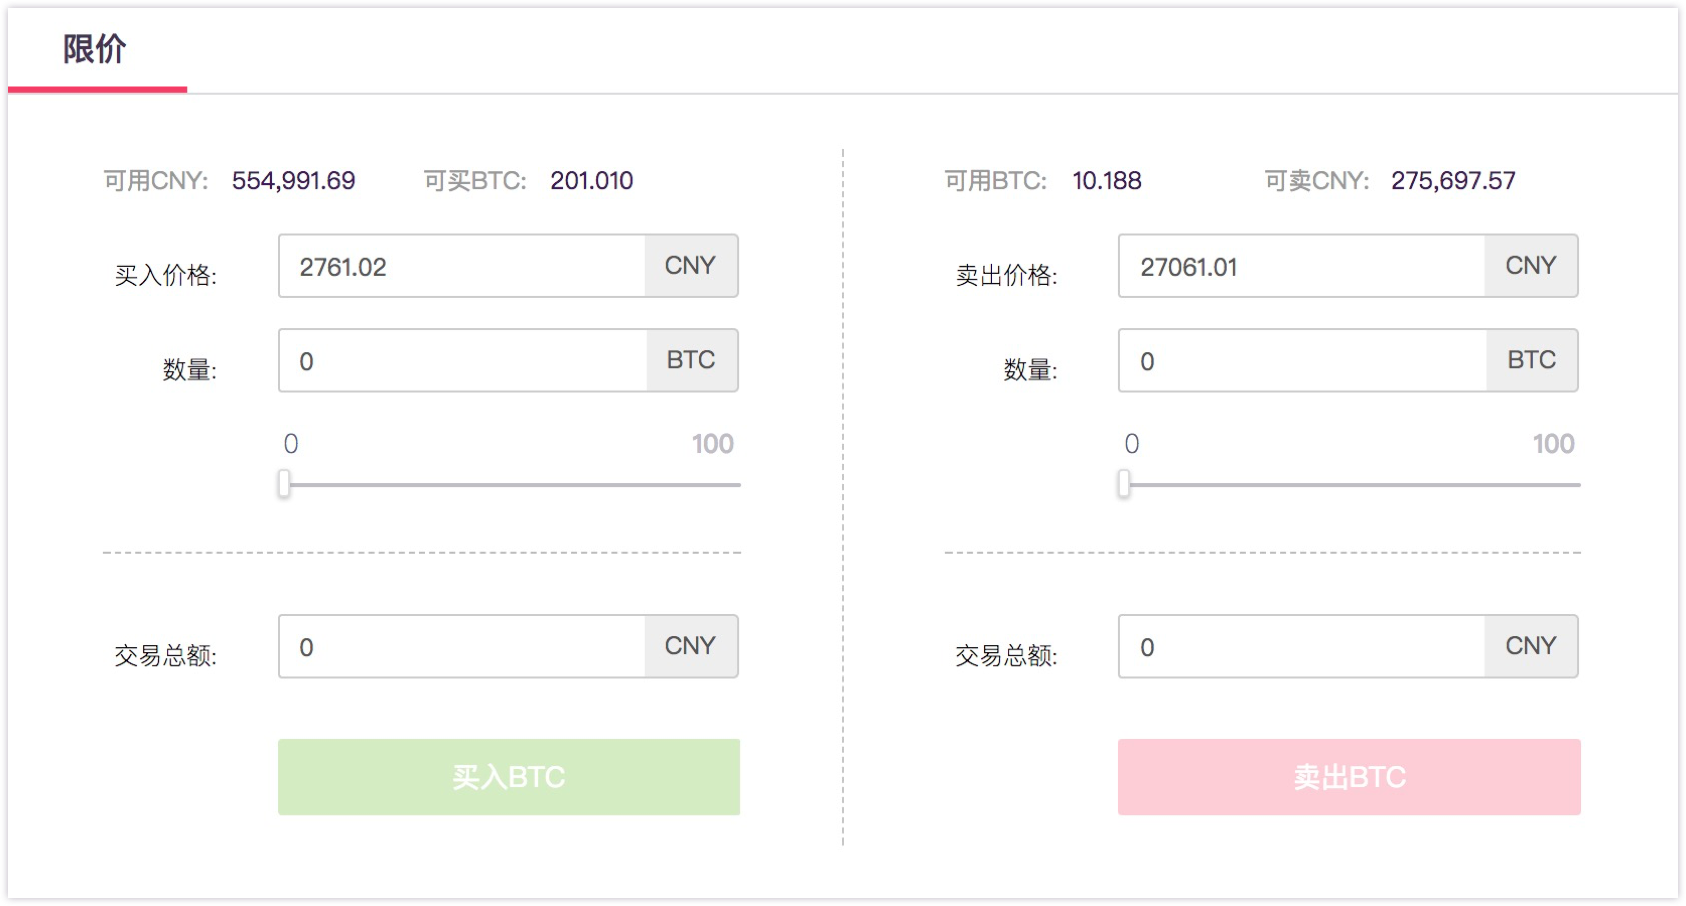 限价
可用CNY: 554,991.69 可买BTC: 201.010
买入价格: 2761.02 CNY
数量: 0 BTC
0 100
交易总额: 0 CNY
买入BTC
可用BTC: 10.188 可卖CNY: 275,697.57
卖出价格: 27061.01 CNY
数量: 0 BTC
0 100
交易总额: 0 CNY
卖出BTC